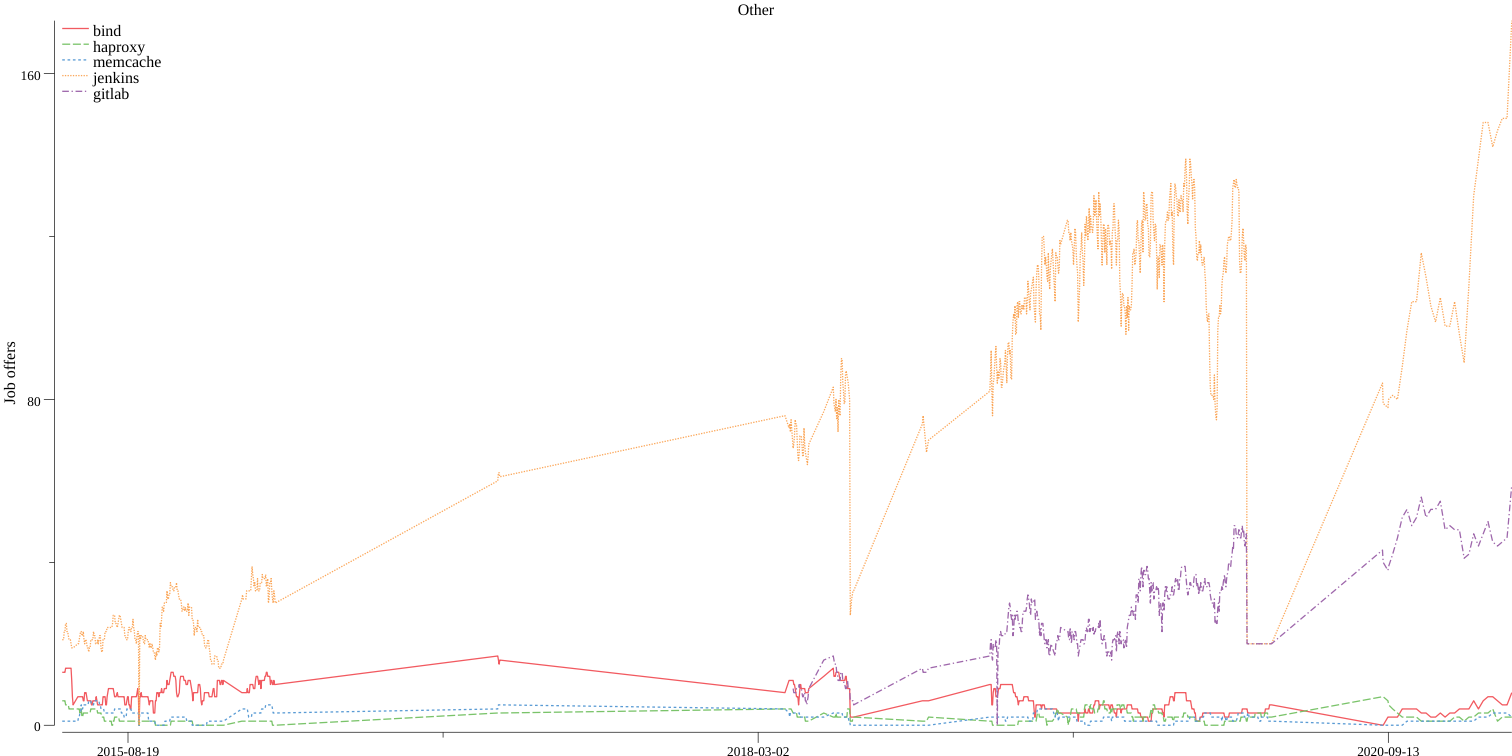 Other
bind
haproxy
memcache
jenkins
gitlab
160
80
0
Job offers
2015-08-19
2018-03-02
2020-09-13